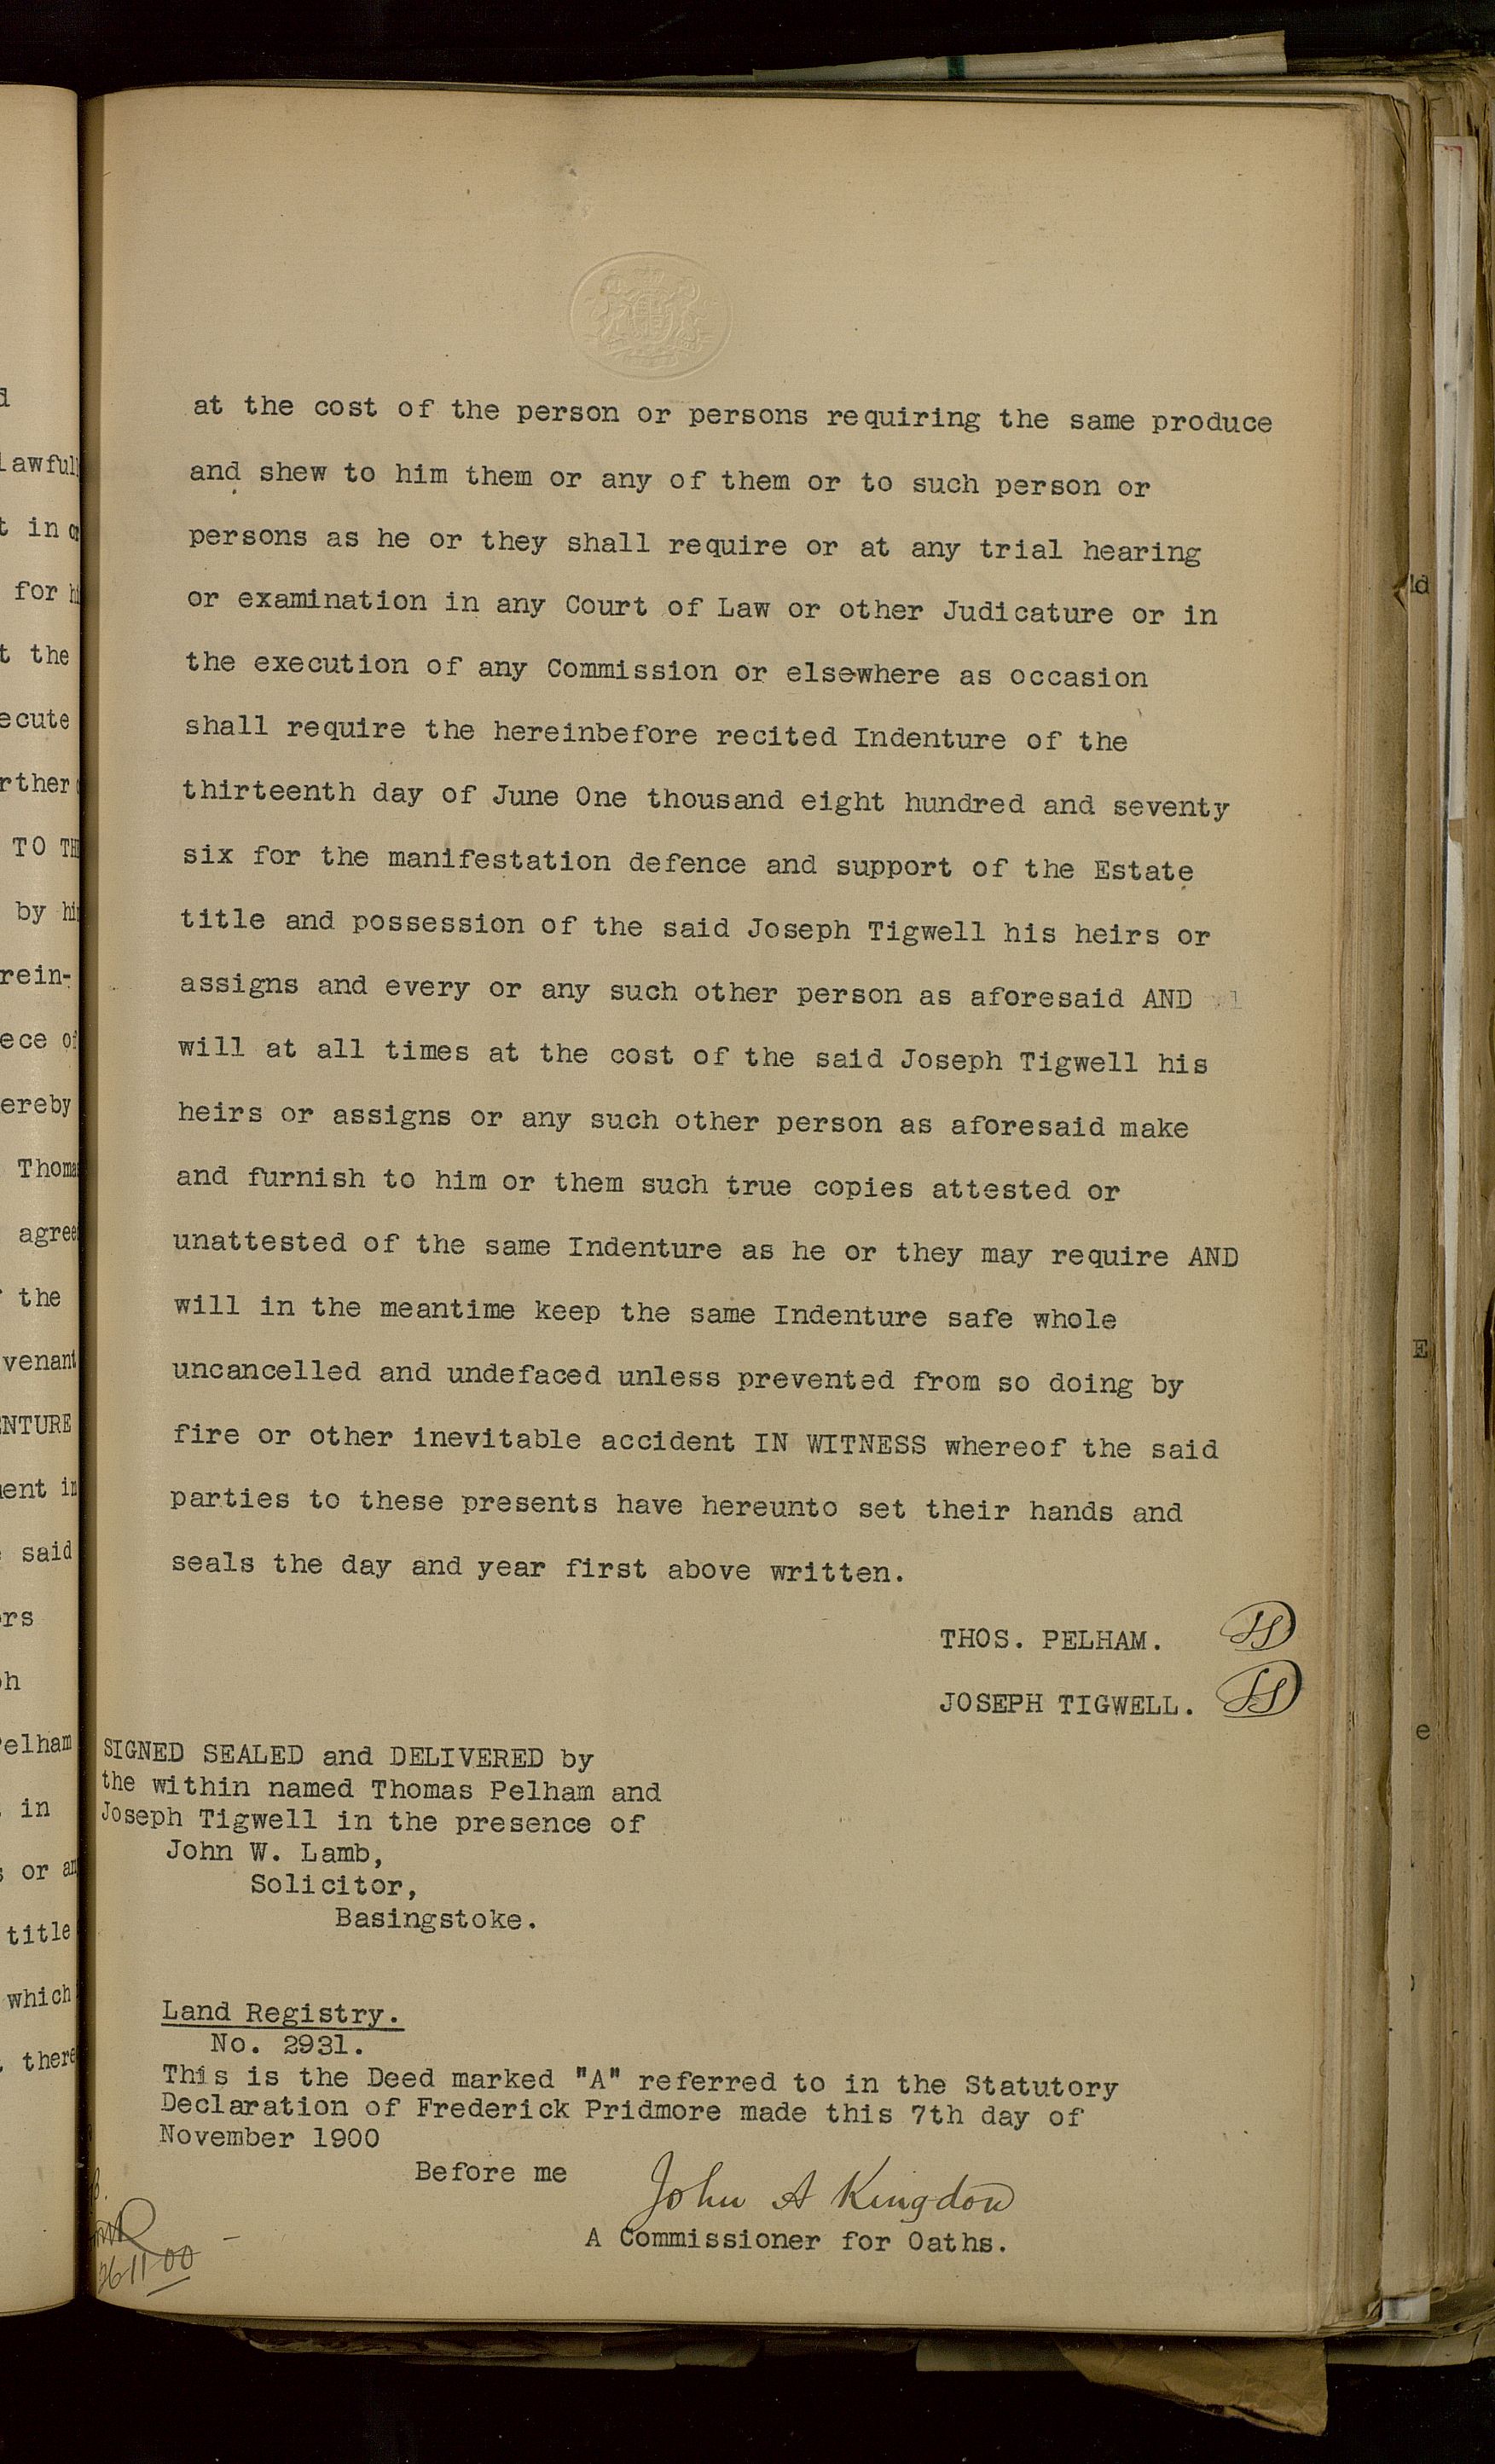 at the cost of the person or persons requiring the same produce
and shew to him them or any of them or to such person or
persons as he or they shall require or at any trial hearing
or examination in any Court of Law or other Judicature or in
the execution of any Commission or elsewhere as occasion
shall require the hereinbefore recited Indenture of the
thirteenth day of June One thousand eight hundred and seventy
six for the manifestation defence and support of the Estate
title and possession of the said Joseph Tigwell his heirs or
assigns and every or any such other person as aforesaid AND
will at all times at the cost of the said Joseph Tigwell his
heirs or assigns or any such other person as aforesaid make
and furnish to him or them such true copies attested or
unattested of the same Indenture as he or they may require AND
will in the meantime keep the same Indenture safe whole
uncancelled and undefaced unless prevented from so doing by
fire or other inevitable accident IN WITNESS whereof the said
parties to these presents have hereunto set their hands and
seals the day and year first above written.
THOS. PELHAM.
JOSEPH TIGWELL.
SIGNED SEALED and DELIVERED by
the within named Thomas Pelham and
Joseph Tigwell in the presence of
John W. Lamb,
Solicitor,
Basingstoke.
Land Registry.
No. 2931.
This is the Deed marked "A" referred to in the Statutory
Declaration of Frederick Pridmore made this 7th day of
November 1900
Before me John A Kingdon
A Commissioner for Oaths.
26-11-00